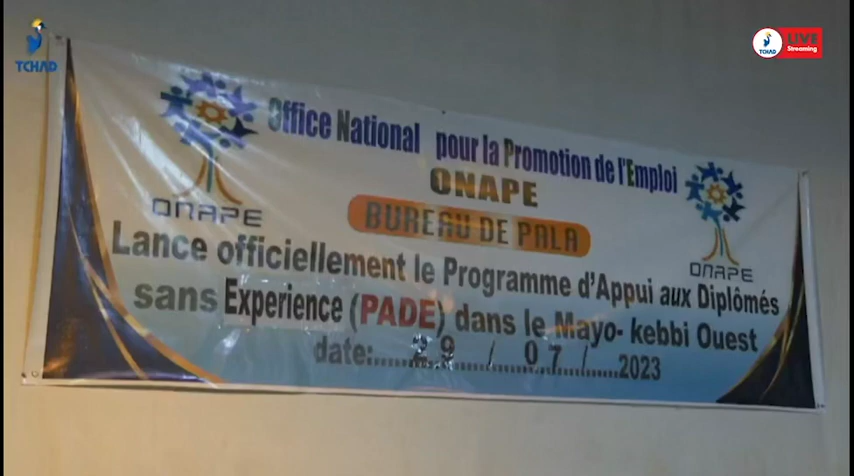 TCHAD
TCHAD
LIVE
Streaming
Office National pour la Promotion de l'Emploi
ONAPE
ONAPE
BUREAU DE PALA
ONAPE
Lance officiellement le Programme d'Appui aux Diplômés
sans Experience (PADE) dans le Mayo- kebbi Ouest
date:....29../..07../......2023